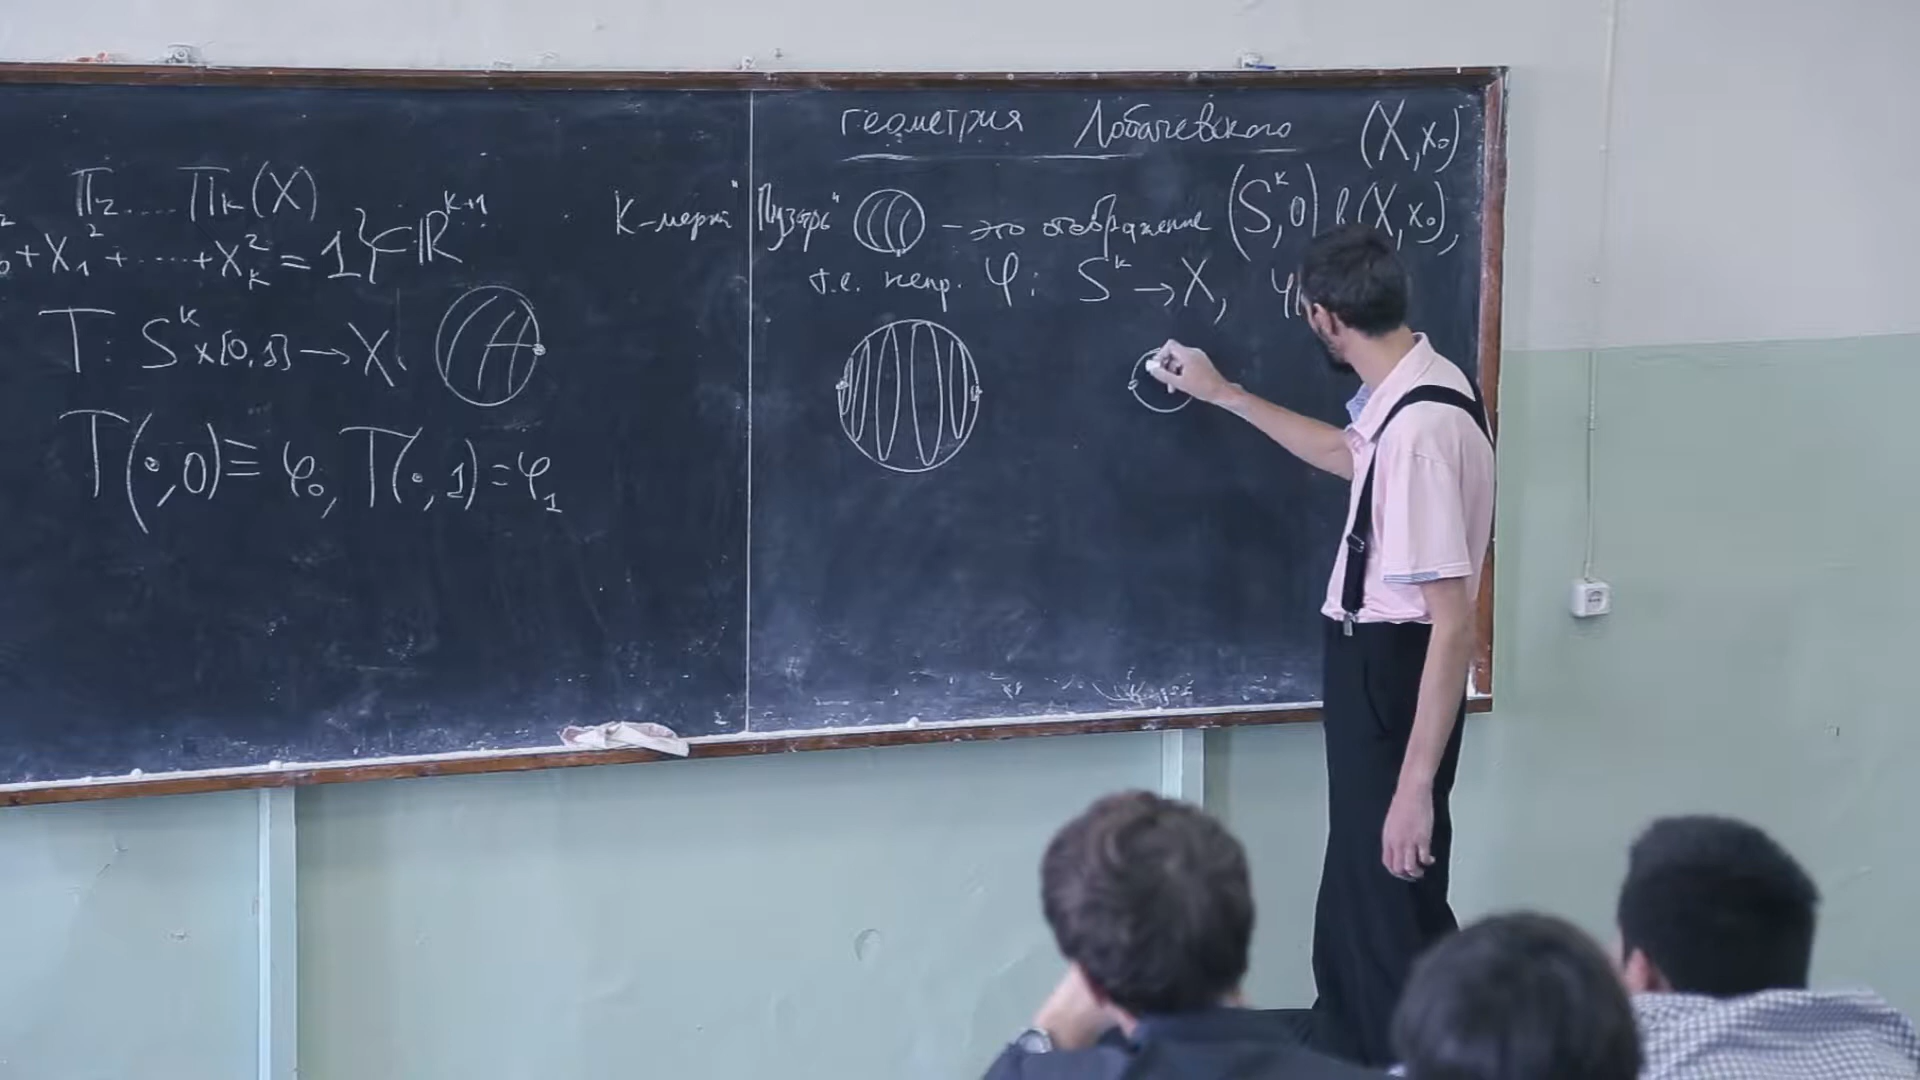 π₂.....πₖ(X)
₀²+X₁²+.....+Xₖ²=1}⊂ℝᵏ⁺¹
T: Sᵏ×[0,1]→X
T(·,0)≡φ₀, T(·,1)=φ₁
геометрия Лобачевского (X,x₀)
К-мерный "Пузырь" – это отображение (Sᵏ,0) в (X,x₀),
т.е. непр. φ: Sᵏ→X, φ(